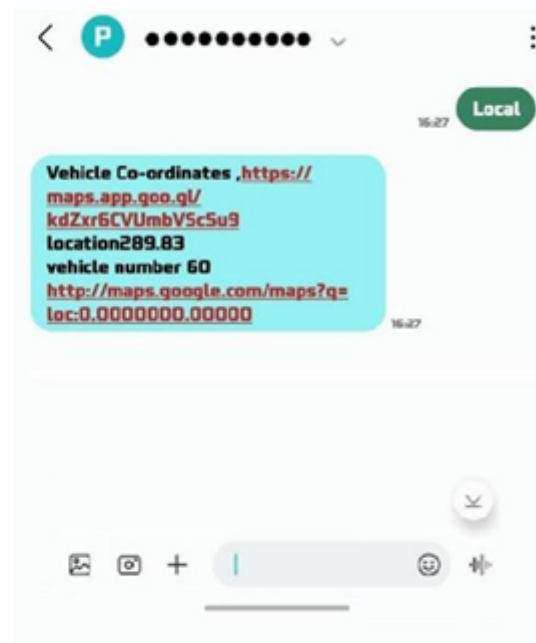 P ●●●●●●●●●●
Local
16:27
Vehicle Co-ordinates ,https://
maps.app.goo.gl/
kdZxr6CVUmbVScSu9
location289.83
vehicle number 60
http://maps.google.com/maps?q=
loc:0.0000000.00000
16:27